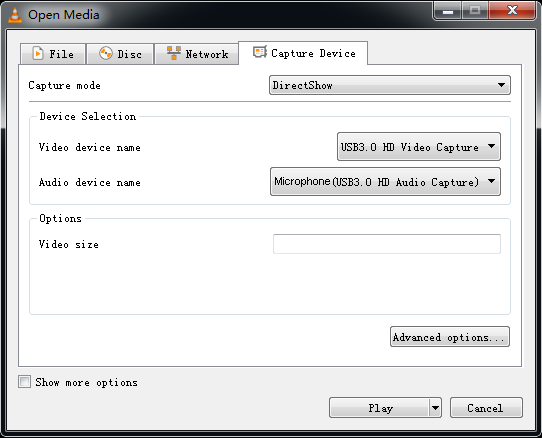 Open Media
File Disc Network Capture Device
Capture mode DirectShow
Device Selection
Video device name USB3.0 HD Video Capture
Audio device name Microphone(USB3.0 HD Audio Capture)
Options
Video size
Advanced options...
Show more options
Play Cancel